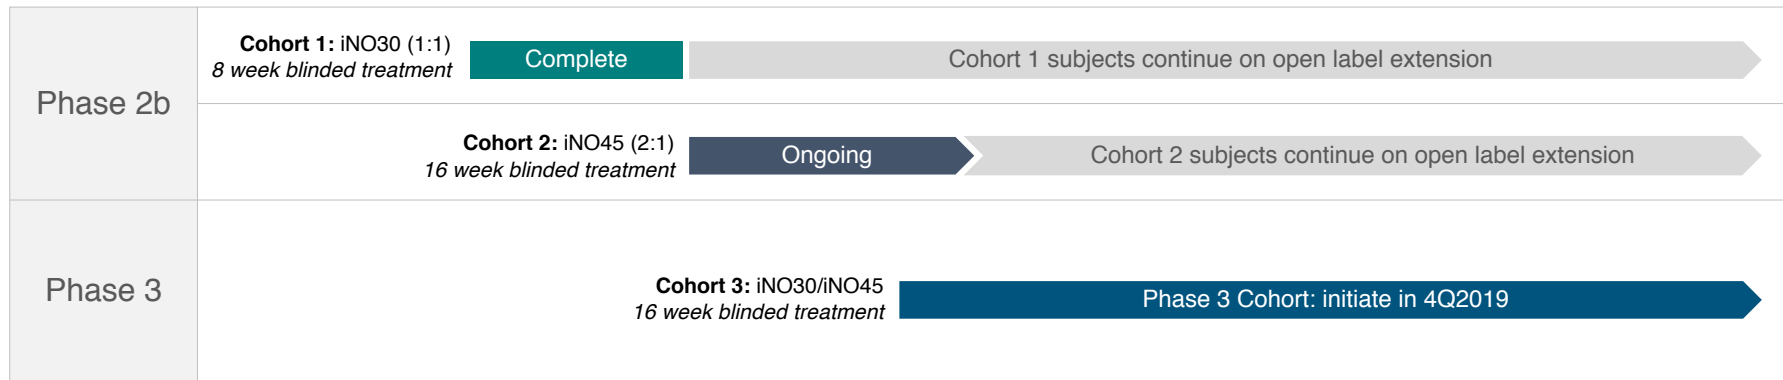 Phase 2b
Cohort 1: iNO30 (1:1)
8 week blinded treatment
Complete
Cohort 1 subjects continue on open label extension
Cohort 2: iNO45 (2:1)
16 week blinded treatment
Ongoing
Cohort 2 subjects continue on open label extension
Phase 3
Cohort 3: iNO30/iNO45
16 week blinded treatment
Phase 3 Cohort: initiate in 4Q2019